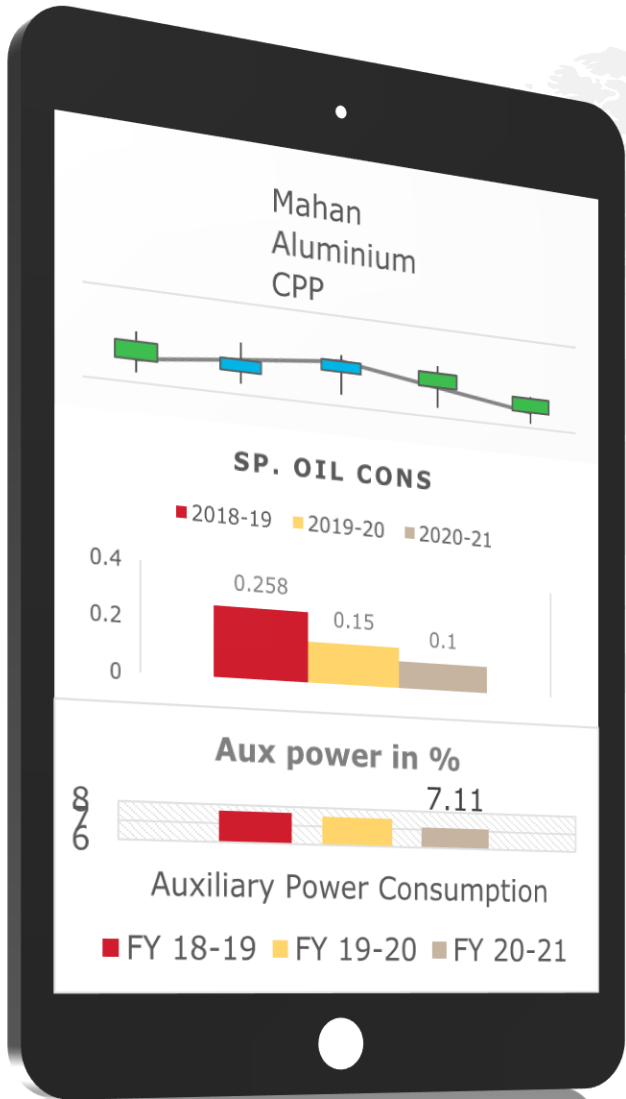 Mahan
Aluminium
CPP
SP. OIL CONS
2018-19 2019-20 2020-21
0.4
0.258
0.2
0.15
0.1
0
Aux power in %
8
7.11
7
6
Auxiliary Power Consumption
FY 18-19 FY 19-20 FY 20-21